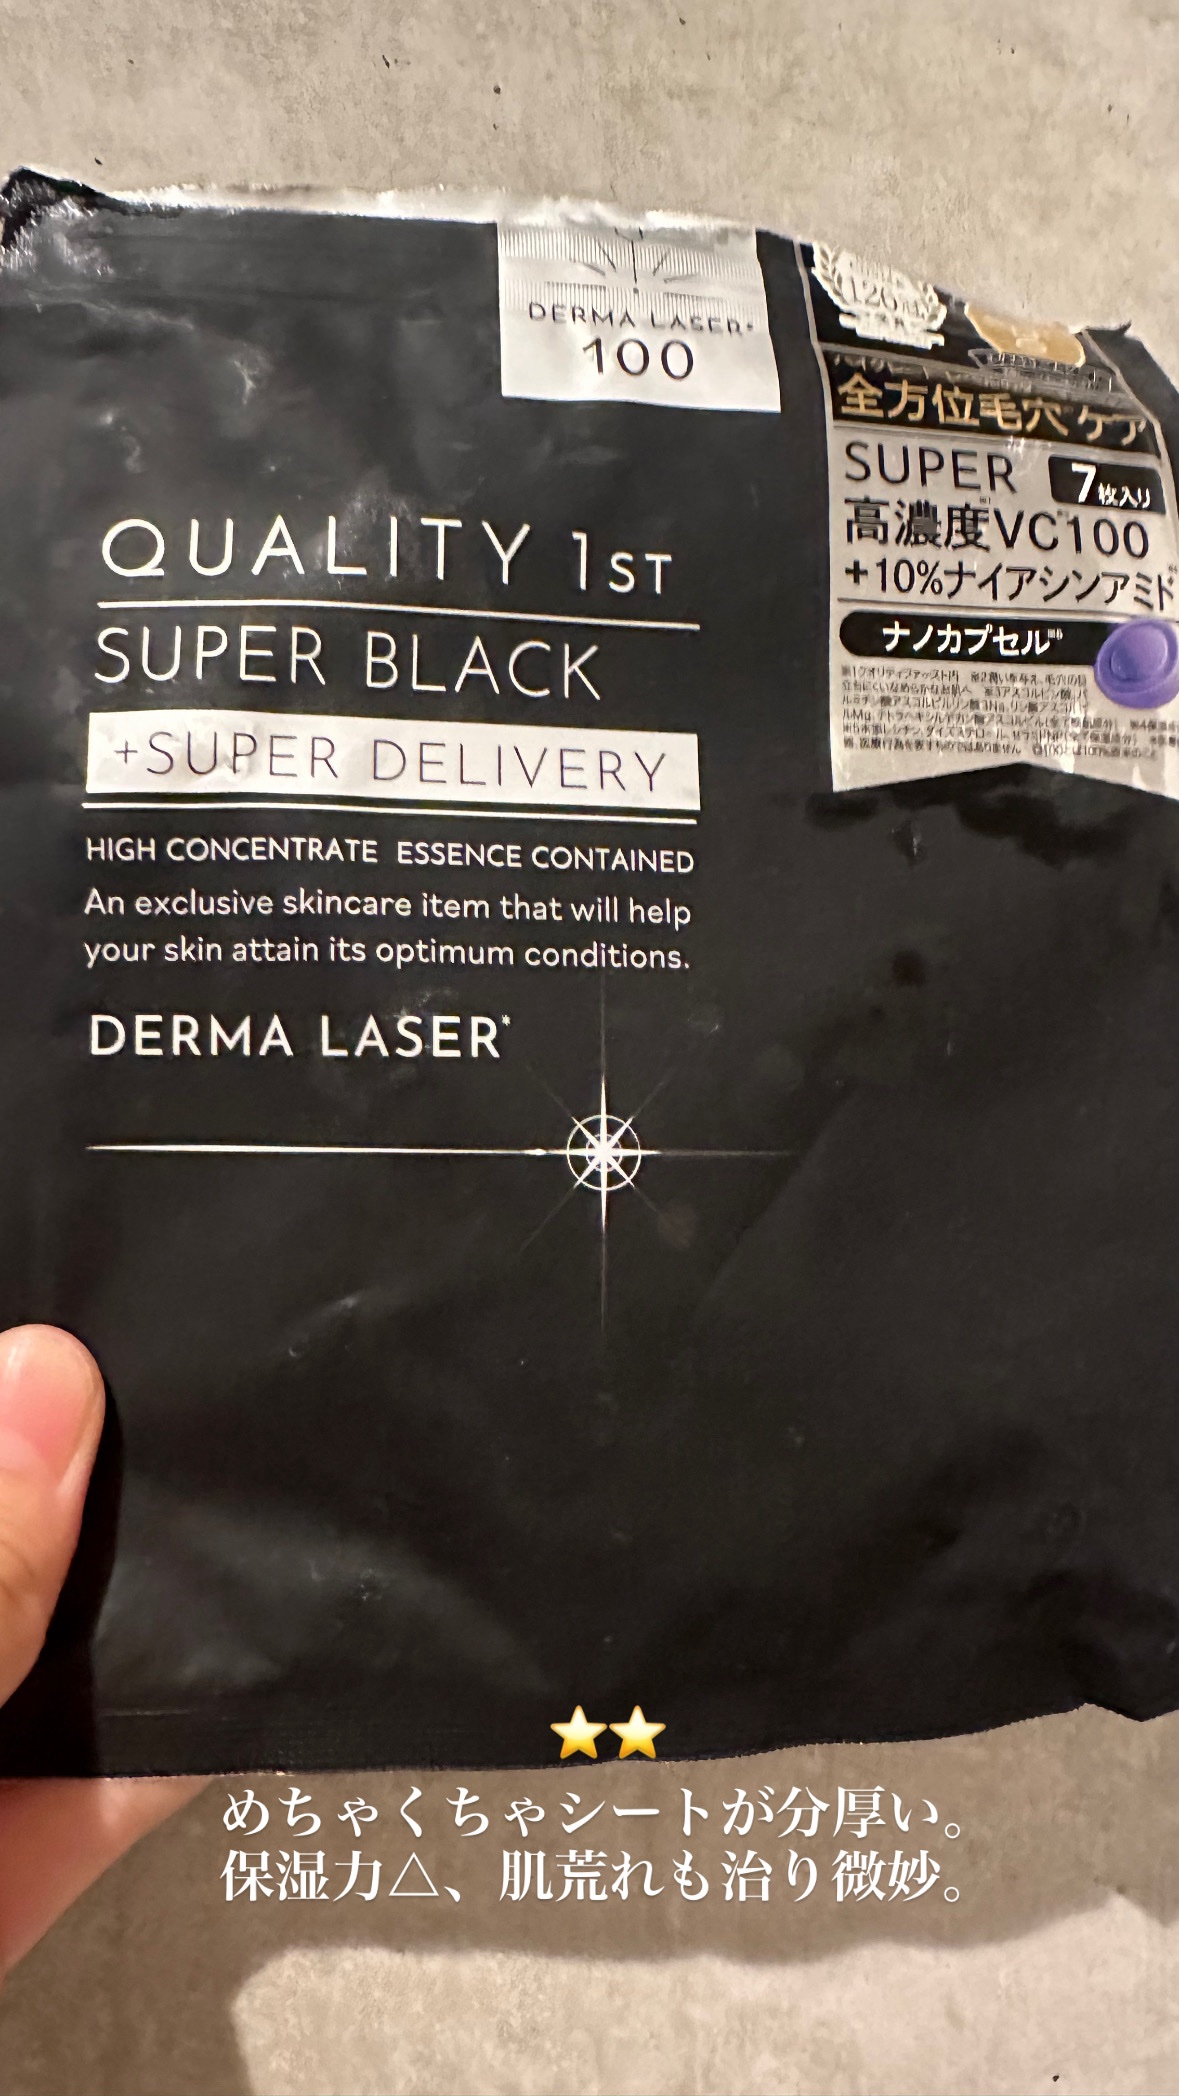 DERMA LASER*
100
全方位毛穴ケア
SUPER
7枚入り
高濃度VC100
+10%ナイアシンアミド
ナノカプセル
QUALITY 1ST
SUPER BLACK
+SUPER DELIVERY
HIGH CONCENTRATE ESSENCE CONTAINED
An exclusive skincare item that will help
your skin attain its optimum conditions.
DERMA LASER*
⭐⭐
めちゃくちゃシートが分厚い。
保湿力△、肌荒れも治り微妙。